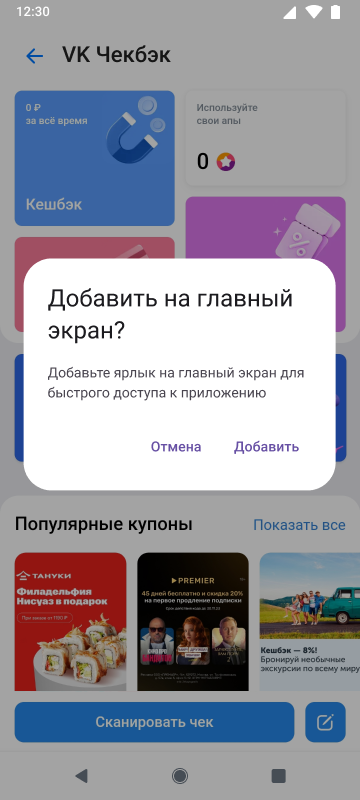 12:30
VK Чекбэк
0 ₽
за всё время
Кешбэк
Используйте
свои апы
0
Добавить на главный
экран?
Добавьте ярлык на главный экран для
быстрого доступа к приложению
Отмена
Добавить
Популярные купоны
Показать все
ТАНУКИ
Филадельфия
Нисуаз в подарок
При заказе от 1190 ₽
PREMIER
45 дней бесплатно и скидка 20%
на первое продление подписки
Кешбэк — 8%!
Бронируй необычные
экскурсии по всему миру
Сканировать чек